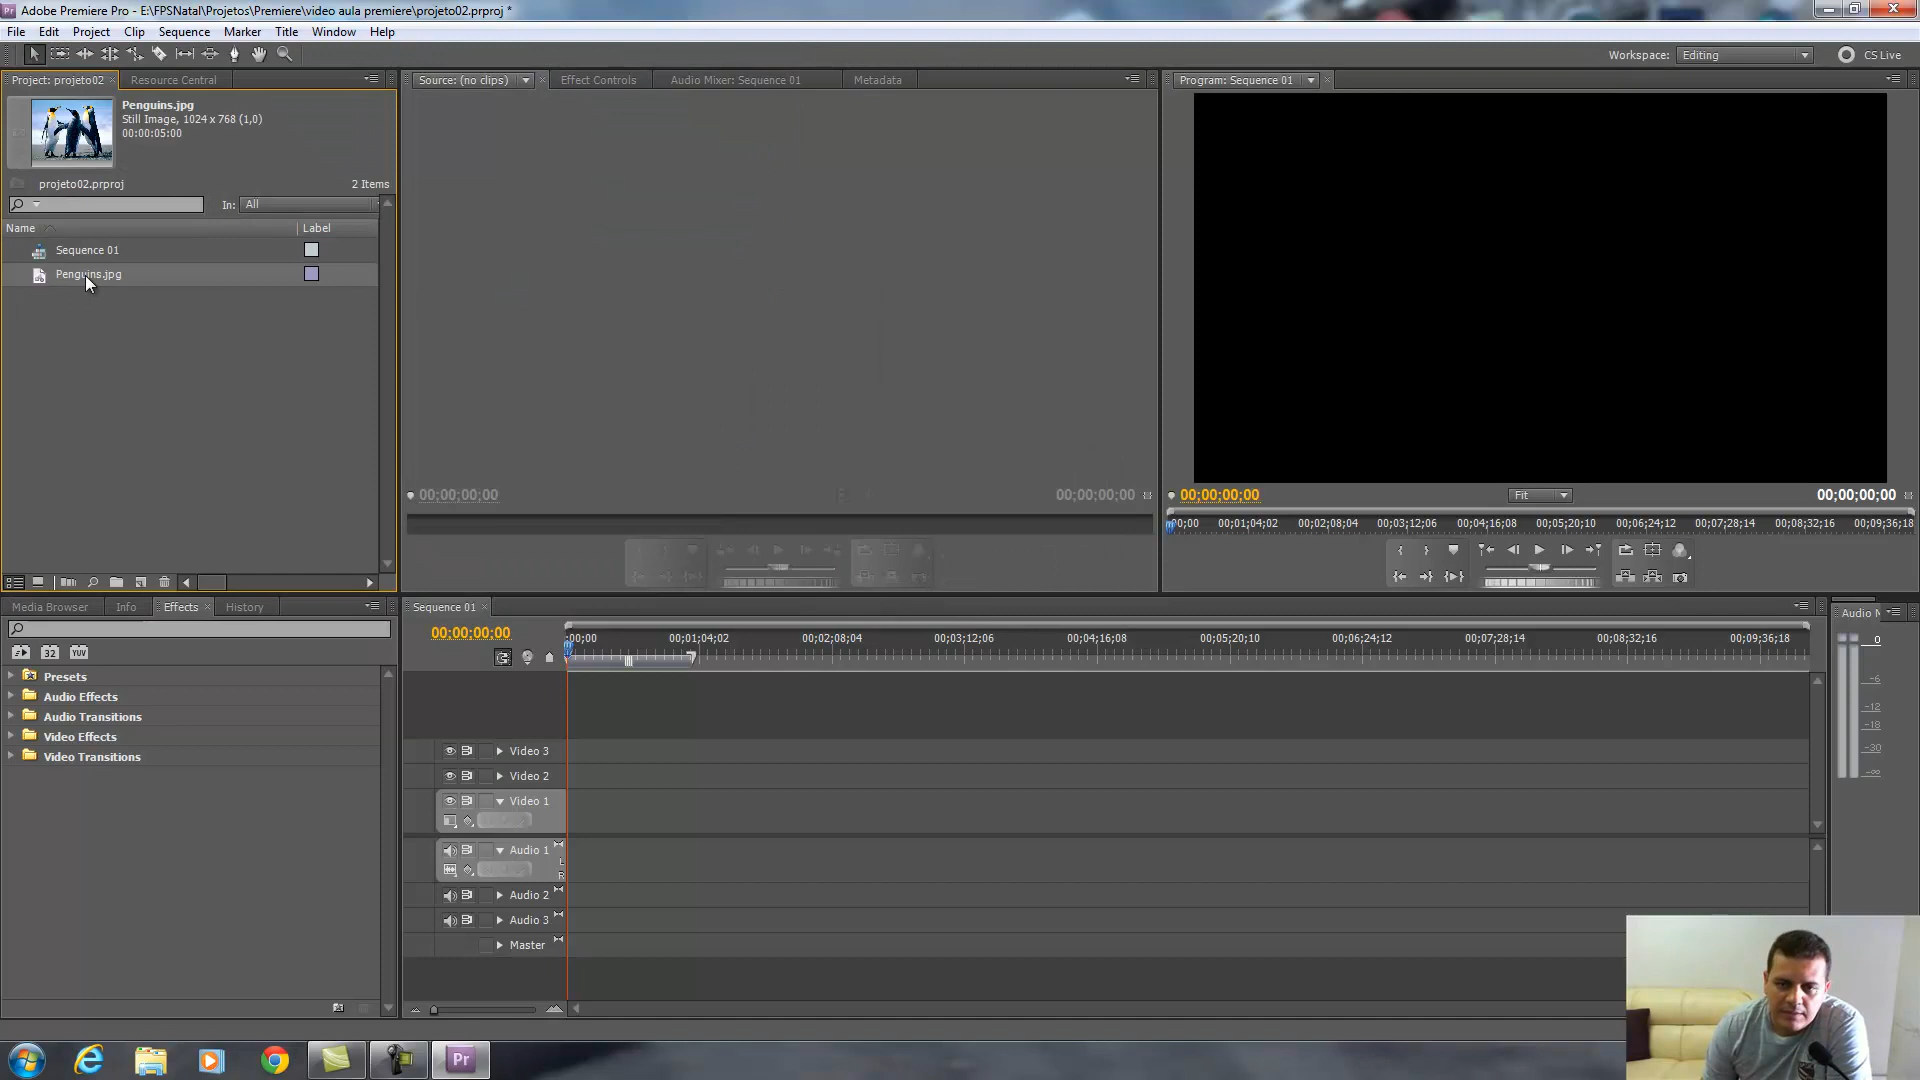 Adobe Premiere Pro - E:\FPSNatal\Projetos\Premiere\video aula premiere\projeto02.prproj *
File Edit Project Clip Sequence Marker Title Window Help
Workspace: Editing CS Live
Project: projeto02 Resource Central
Source: (no clips) Effect Controls Audio Mixer: Sequence 01 Metadata
Program: Sequence 01
Penguins.jpg
Still Image, 1024 x 768 (1,0)
00:00:05:00
projeto02.prproj 2 Items
In: All
Name Label
Sequence 01
Penguins.jpg
00;00;00;00 00;00;00;00
00;00;00;00 Fit 00;00;00;00
00;01;04;02 00;02;08;04 00;03;12;06 00;04;16;08 00;05;20;10 00;06;24;12 00;07;28;14 00;08;32;16 00;09;36;18
Media Browser Info Effects History
32 YUV
Presets
Audio Effects
Audio Transitions
Video Effects
Video Transitions
Sequence 01
00;00;00;00
;00;00 00;01;04;02 00;02;08;04 00;03;12;06 00;04;16;08 00;05;20;10 00;06;24;12 00;07;28;14 00;08;32;16 00;09;36;18
Video 3
Video 2
Video 1
Audio 1
L
R
Audio 2
Audio 3
Master
Audio
0
-6
-12
-18
-30
-∞
Pr